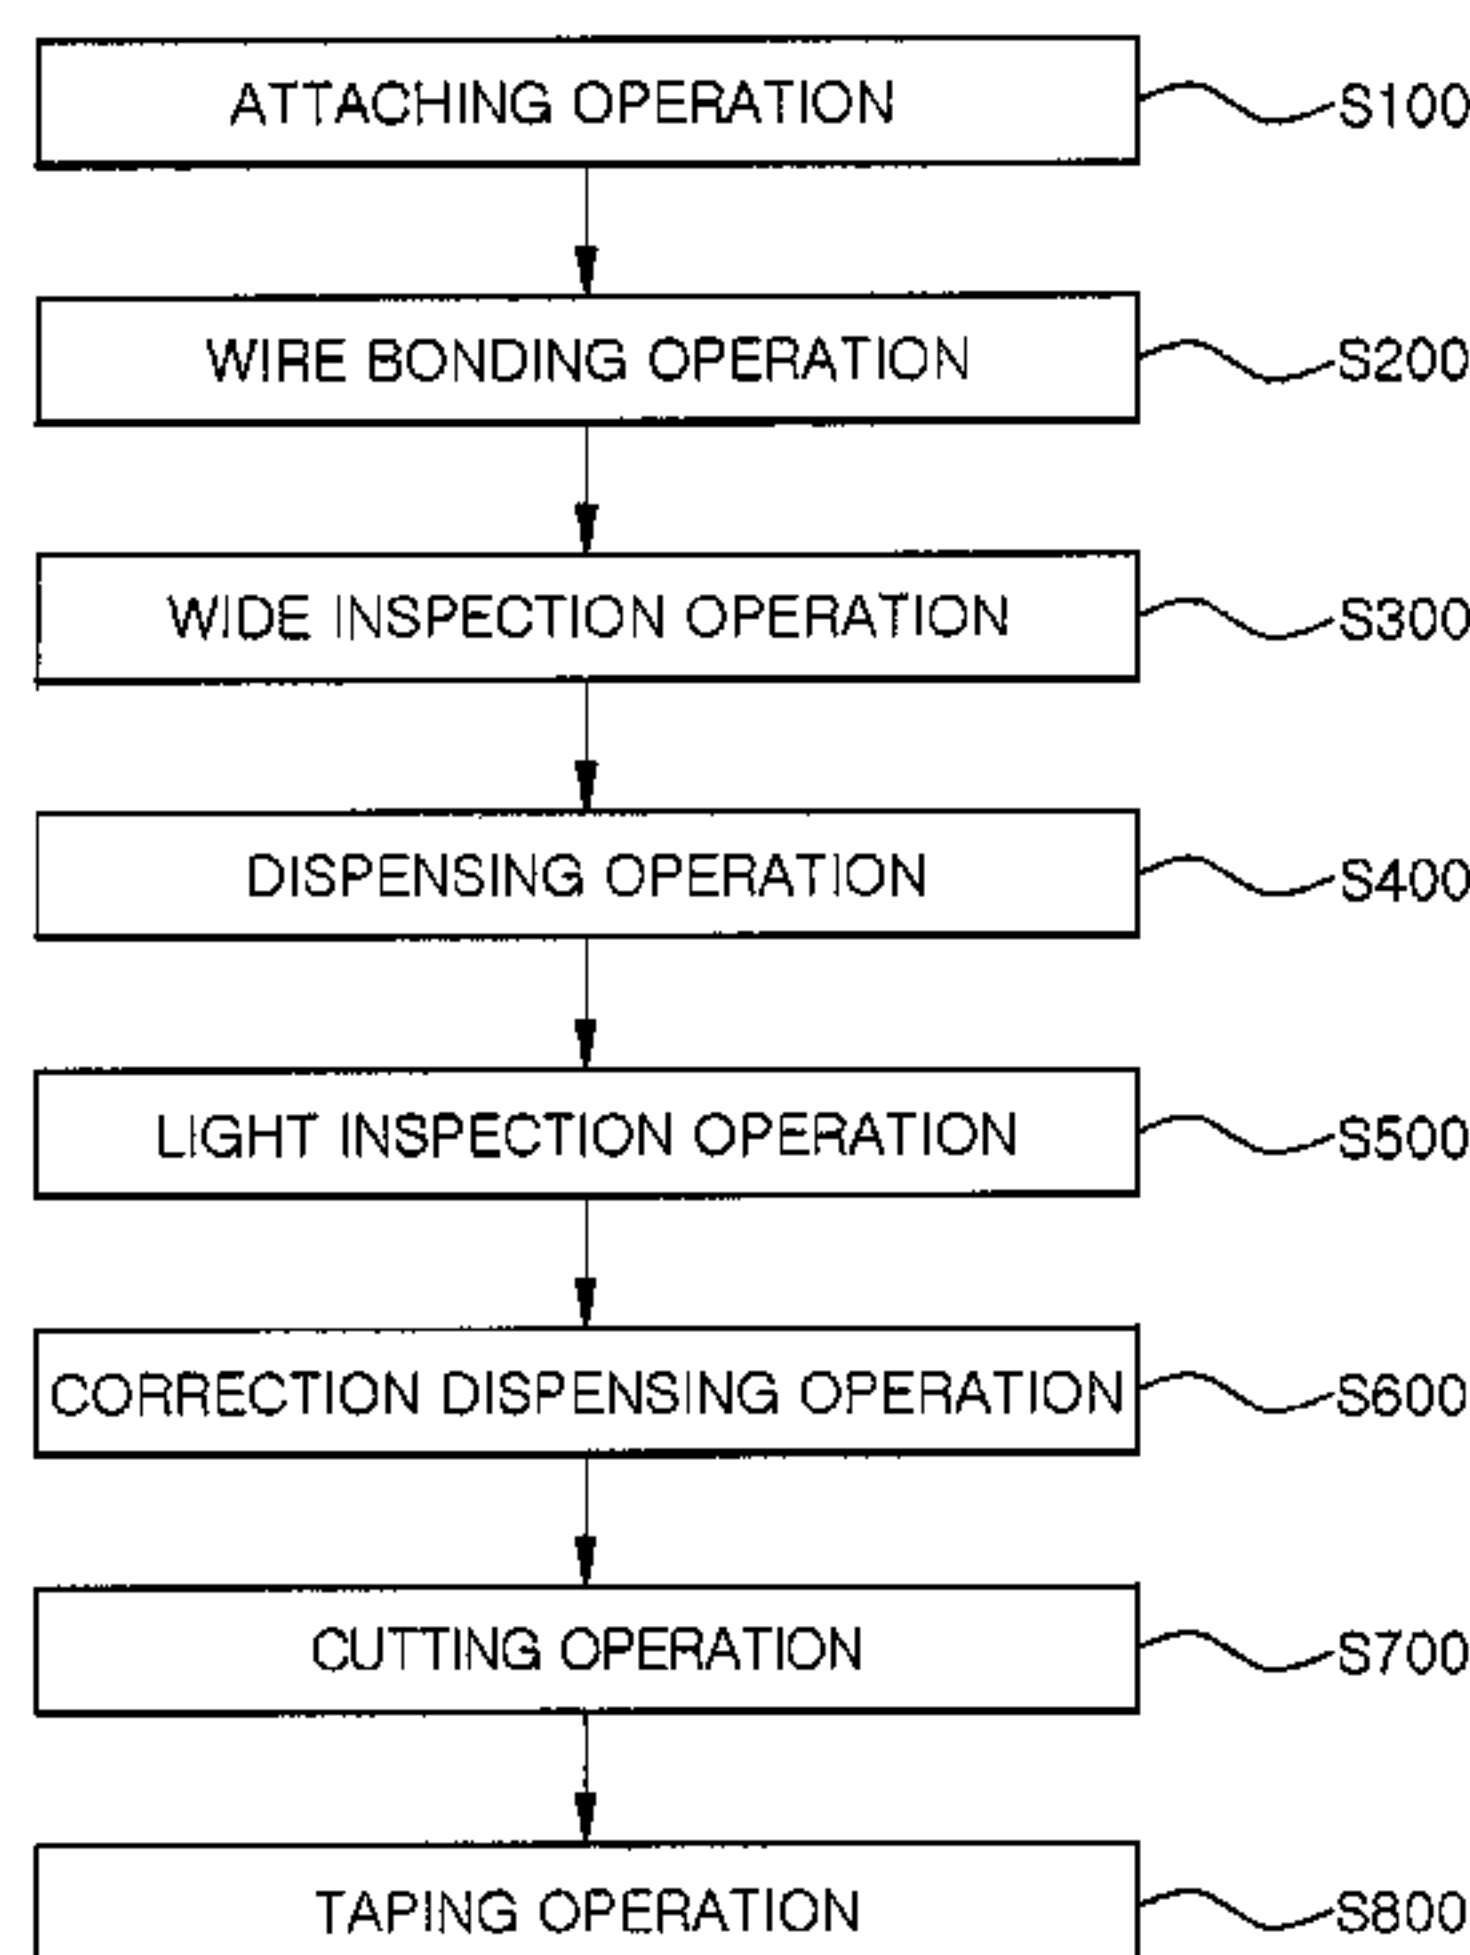 ATTACHING OPERATION S100
WIRE BONDING OPERATION S200
WIDE INSPECTION OPERATION S300
DISPENSING OPERATION S400
LIGHT INSPECTION OPERATION S500
CORRECTION DISPENSING OPERATION S600
CUTTING OPERATION S700
TAPING OPERATION S800